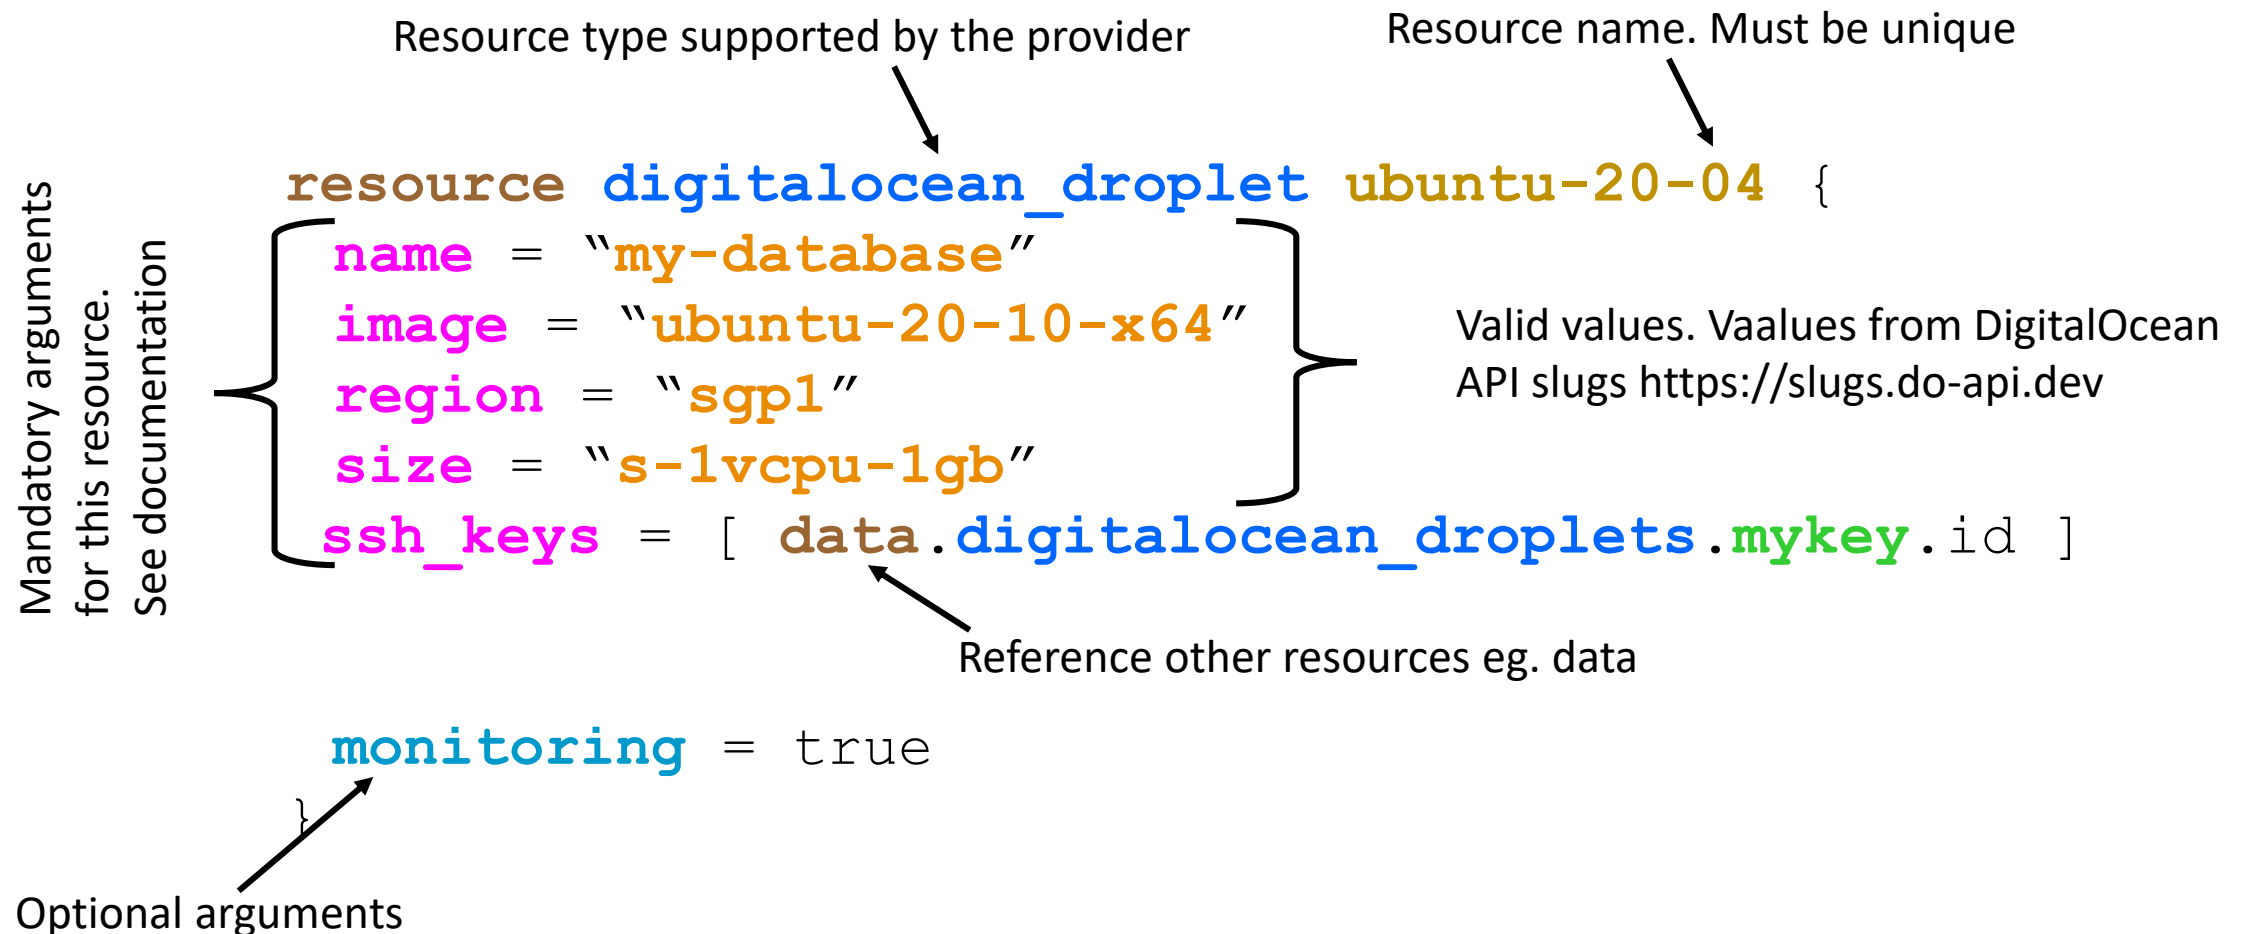 Resource type supported by the provider
Resource name. Must be unique
resource digitalocean_droplet ubuntu-20-04 {
Mandatory arguments
for this resource.
See documentation
name = “my-database”
image = “ubuntu-20-10-x64”
region = “sgp1”
size = “s-1vcpu-1gb”
ssh_keys = [ data.digitalocean_droplets.mykey.id ]
Valid values. Vaalues from DigitalOcean
API slugs https://slugs.do-api.dev
Reference other resources eg. data
monitoring = true
}
Optional arguments